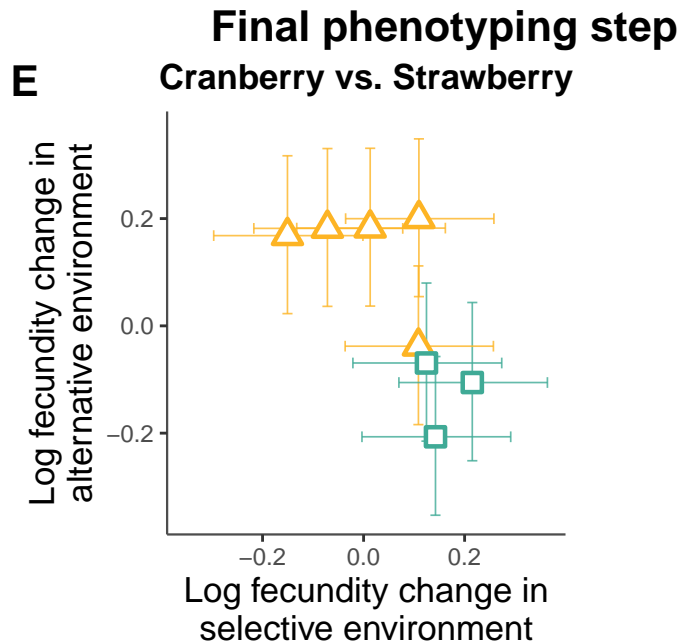 Final phenotyping step
E
Cranberry vs. Strawberry
Log fecundity change in
alternative environment
0.2
0.0
−0.2
−0.2
0.0
0.2
Log fecundity change in
selective environment